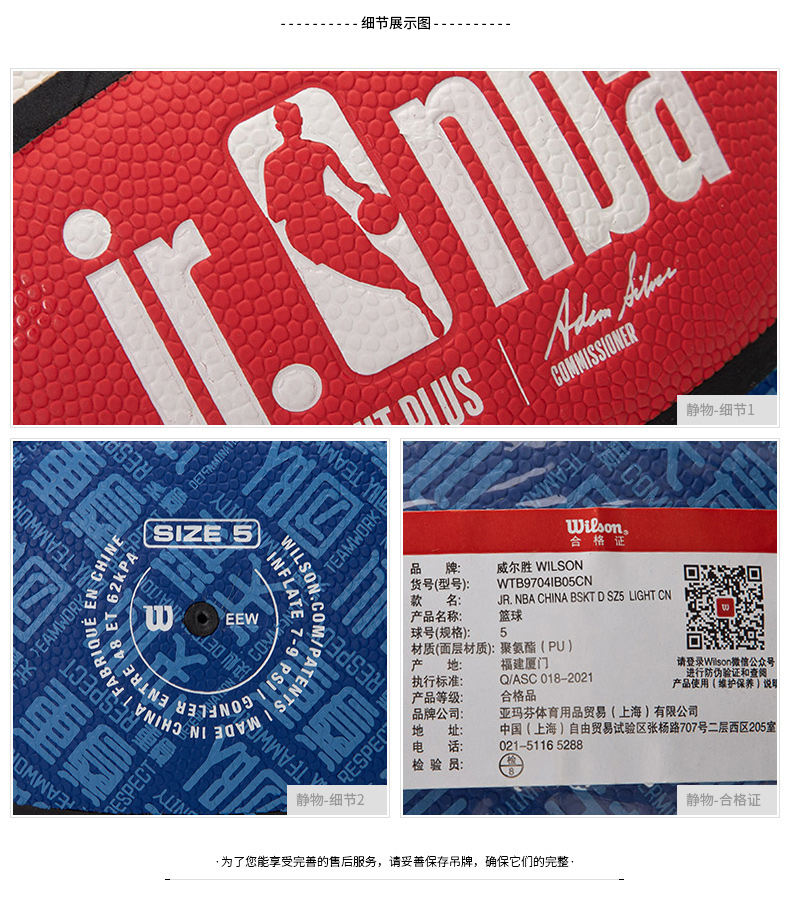 ----------细节展示图----------
jr. nba
PLUS
Adam Silver
COMMISSIONER
静物-细节1
SIZE 5
WILSON.COM/PATENTS | MADE IN CHINA | FABRIQUÉ EN CHINE
INFLATE 7-9 PSI | GONFLER ENTRE 48 ET 62KPA
W
EEW
TEAMWORK
RESPECT
静物-细节2
Wilson
合格证
品 牌: 威尔胜 WILSON
货号(型号): WTB9704IB05CN
款 名: JR. NBA CHINA BSKT D SZ5 LIGHT CN
产品名称: 篮球
球号(规格): 5
材质(面层材质): 聚氨酯(PU)
产 地: 福建厦门
执行标准: Q/ASC 018-2021
产品等级: 合格品
品牌公司: 亚玛芬体育用品贸易(上海)有限公司
地 址: 中国(上海)自由贸易试验区张杨路707号二层西区205室
电 话: 021-5116 5288
检 验 员: 检 8
请登录Wilson微信公众号
进行防伪验证和查阅
产品使用(维护保养)说明
静物-合格证
·为了您能享受完善的售后服务,请妥善保存吊牌,确保它们的完整·